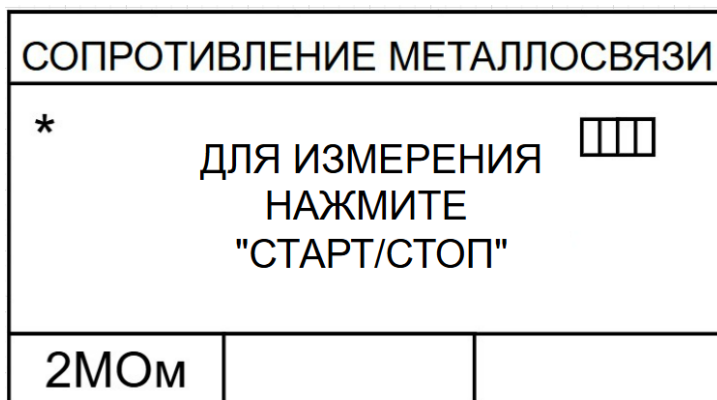 СОПРОТИВЛЕНИЕ МЕТАЛЛОСВЯЗИ
*
ДЛЯ ИЗМЕРЕНИЯ
НАЖМИТЕ
"СТАРТ/СТОП"
2МОм